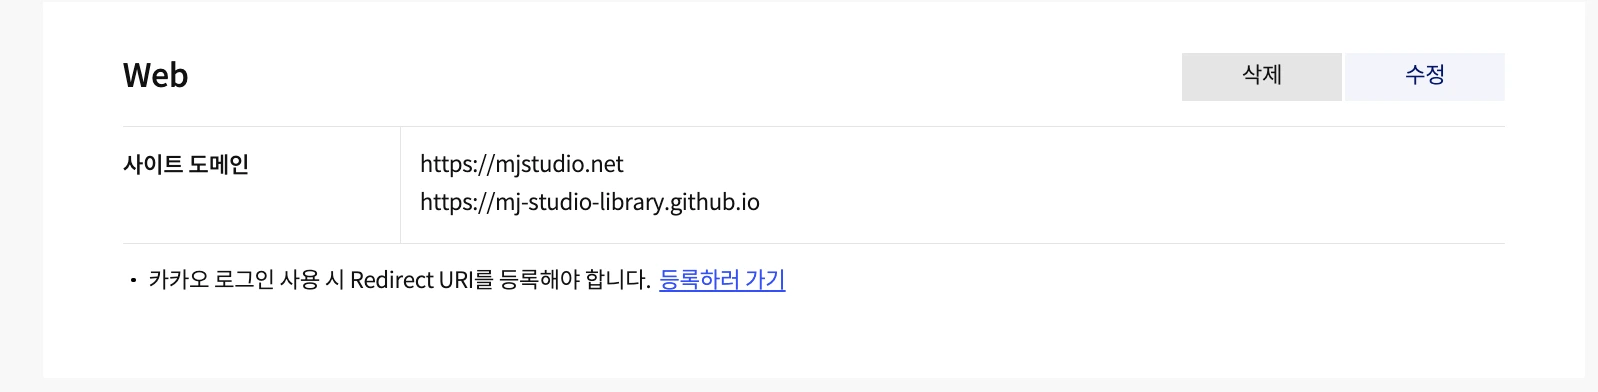 Web
삭제
수정
사이트 도메인
https://mjstudio.net
https://mj-studio-library.github.io
• 카카오 로그인 사용 시 Redirect URI를 등록해야 합니다. 등록하러 가기